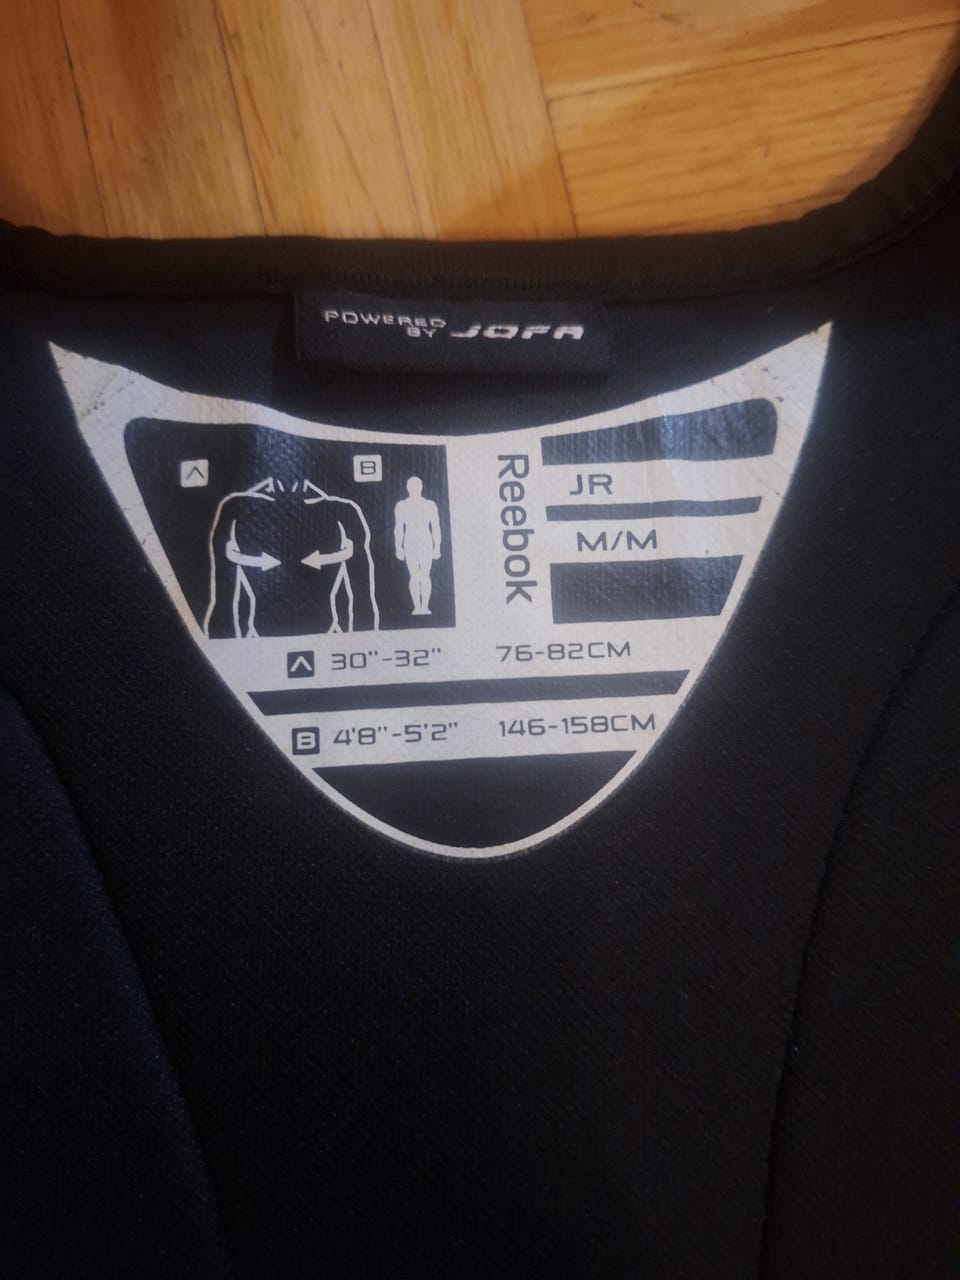 POWERED
BY JOFA
A
B
Reebok
JR
M/M
A 30"-32" 76-82CM
B 4'8"-5'2" 146-158CM